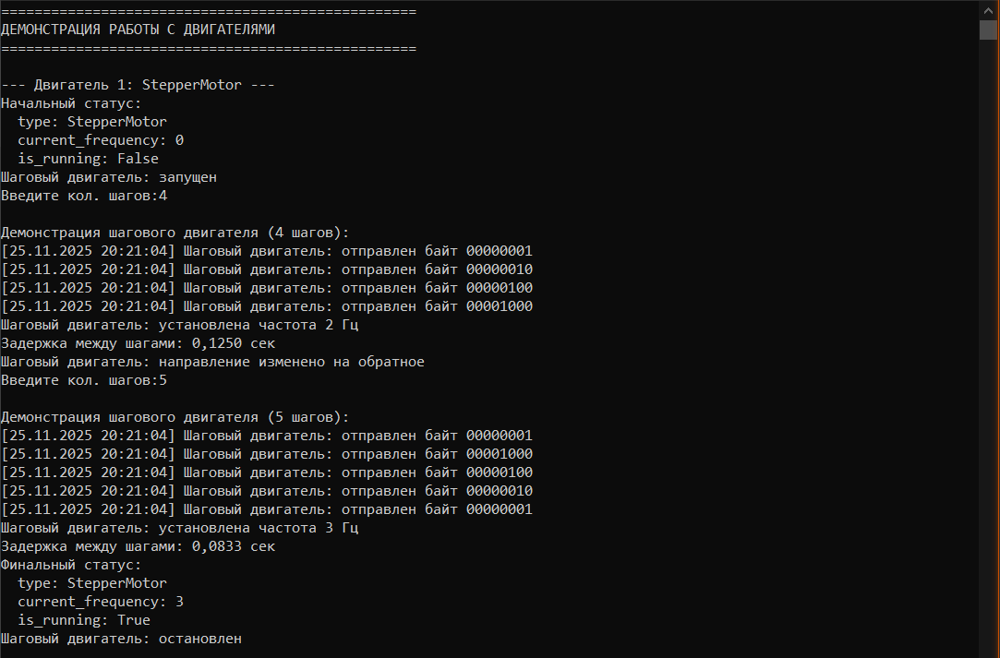 ==================================================
ДЕМОНСТРАЦИЯ РАБОТЫ С ДВИГАТЕЛЯМИ
==================================================
--- Двигатель 1: StepperMotor ---
Начальный статус:
type: StepperMotor
current_frequency: 0
is_running: False
Шаговый двигатель: запущен
Введите кол. шагов:4
Демонстрация шагового двигателя (4 шагов):
[25.11.2025 20:21:04] Шаговый двигатель: отправлен байт 00000001
[25.11.2025 20:21:04] Шаговый двигатель: отправлен байт 00000010
[25.11.2025 20:21:04] Шаговый двигатель: отправлен байт 00000100
[25.11.2025 20:21:04] Шаговый двигатель: отправлен байт 00001000
Шаговый двигатель: установлена частота 2 Гц
Задержка между шагами: 0,1250 сек
Шаговый двигатель: направление изменено на обратное
Введите кол. шагов:5
Демонстрация шагового двигателя (5 шагов):
[25.11.2025 20:21:04] Шаговый двигатель: отправлен байт 00000001
[25.11.2025 20:21:04] Шаговый двигатель: отправлен байт 00001000
[25.11.2025 20:21:04] Шаговый двигатель: отправлен байт 00000100
[25.11.2025 20:21:04] Шаговый двигатель: отправлен байт 00000010
[25.11.2025 20:21:04] Шаговый двигатель: отправлен байт 00000001
Шаговый двигатель: установлена частота 3 Гц
Задержка между шагами: 0,0833 сек
Финальный статус:
type: StepperMotor
current_frequency: 3
is_running: True
Шаговый двигатель: остановлен